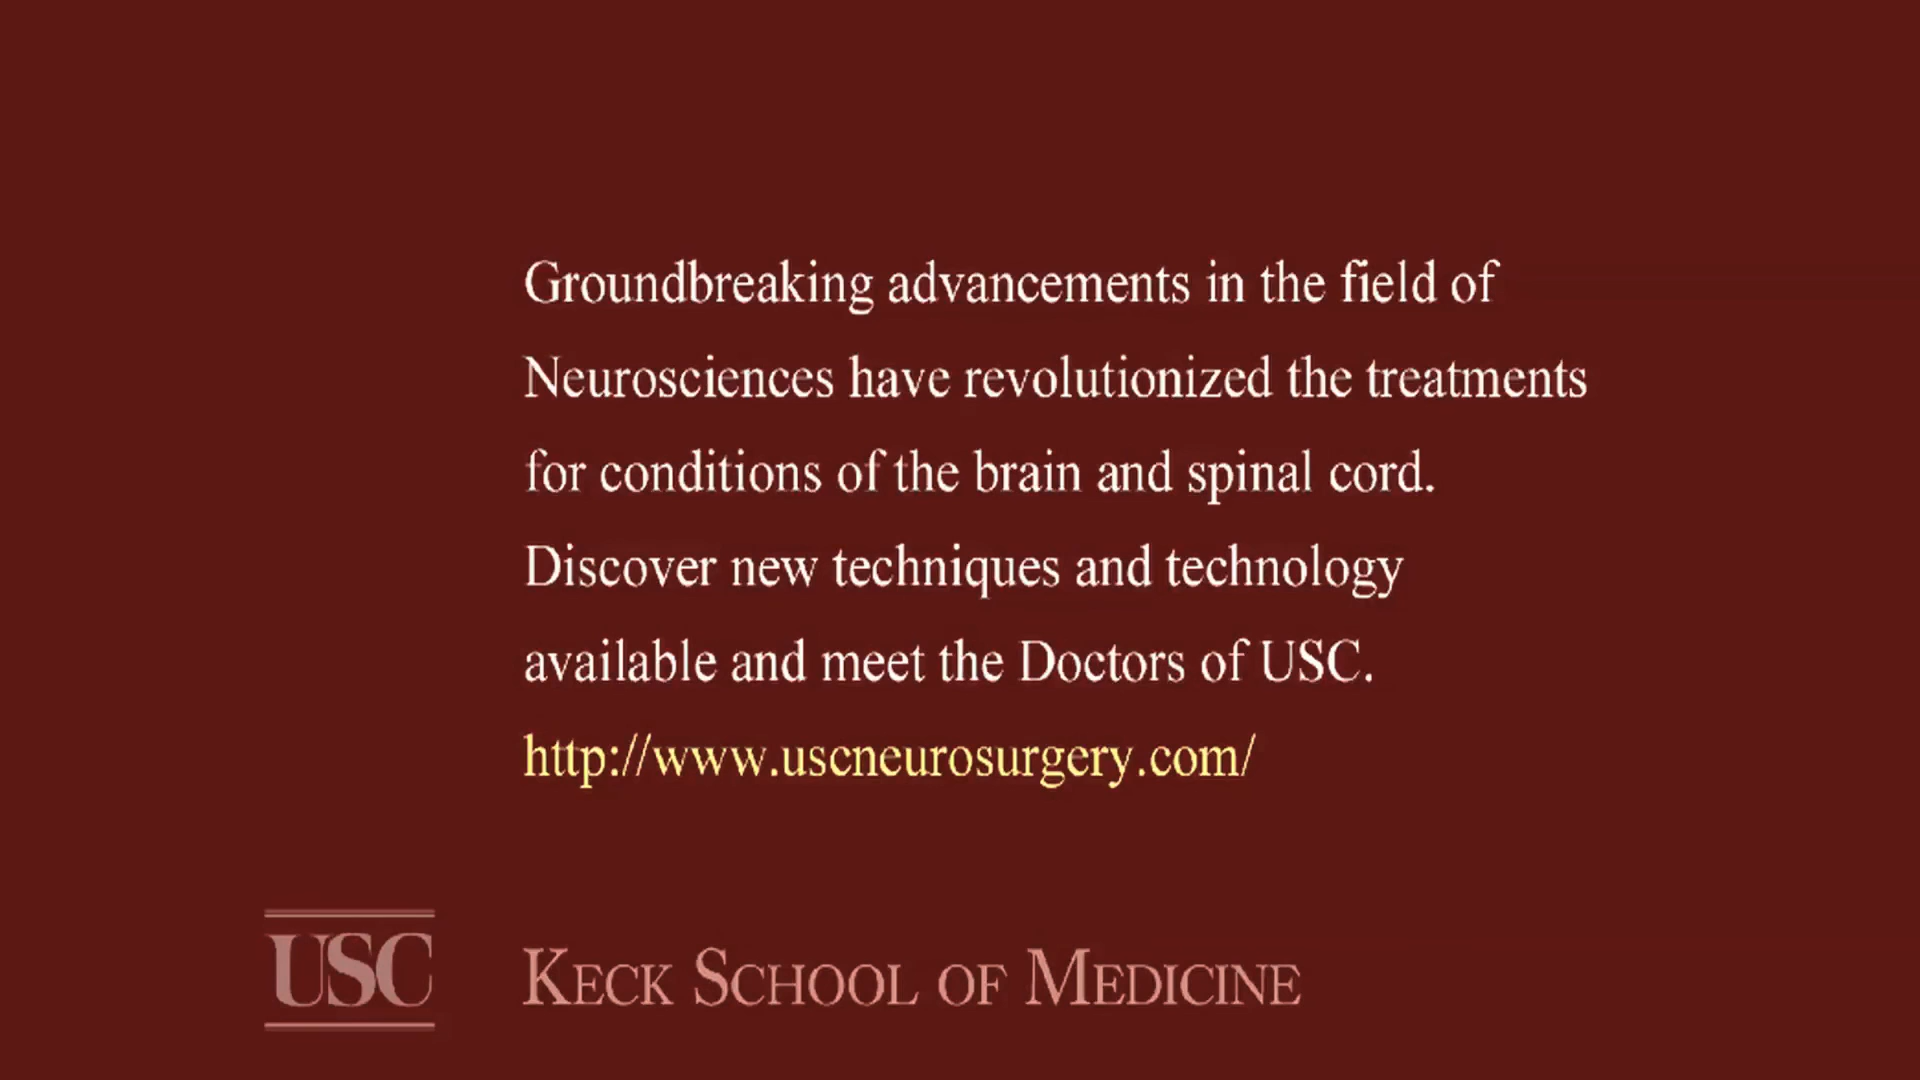 Groundbreaking advancements in the field of
Neurosciences have revolutionized the treatments
for conditions of the brain and spinal cord.
Discover new techniques and technology
available and meet the Doctors of USC.
http://www.uscneurosurgery.com/
USC KECK SCHOOL OF MEDICINE